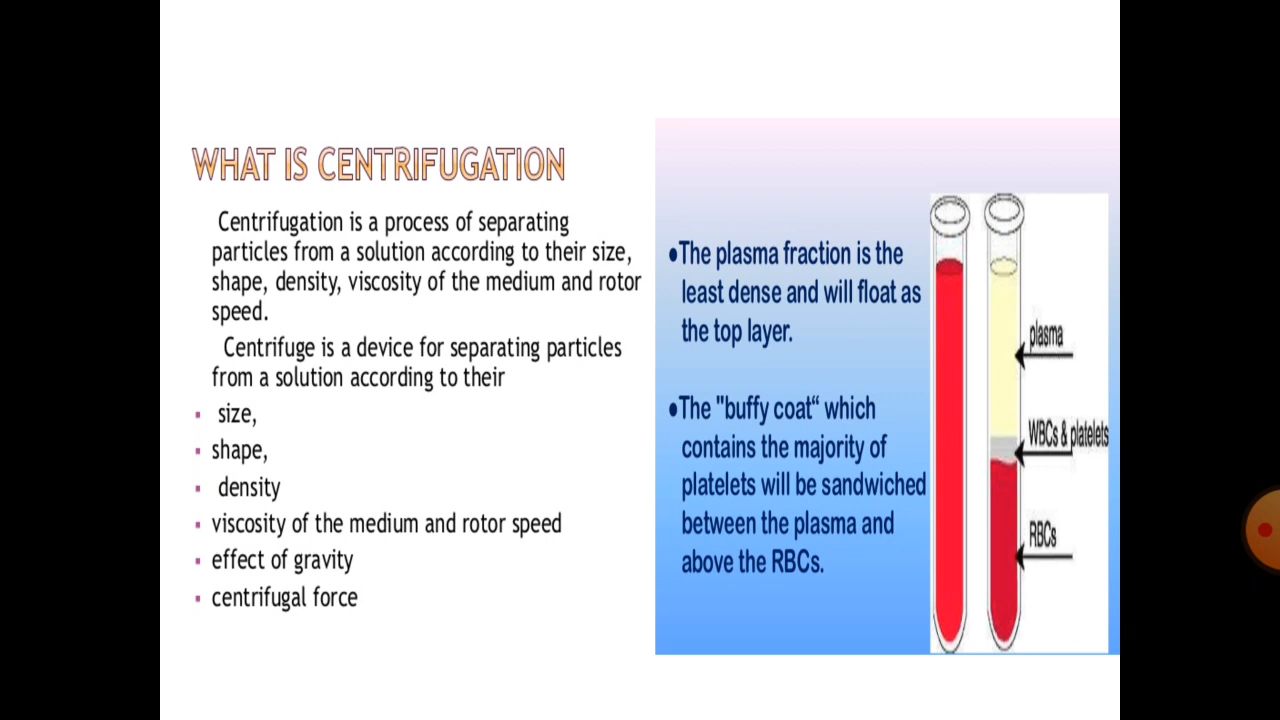 WHAT IS CENTRIFUGATION
Centrifugation is a process of separating
particles from a solution according to their size,
shape, density, viscosity of the medium and rotor
speed.
Centrifuge is a device for separating particles
from a solution according to their
▪ size,
▪ shape,
▪ density
▪ viscosity of the medium and rotor speed
▪ effect of gravity
▪ centrifugal force
●The plasma fraction is the
least dense and will float as
the top layer.
●The "buffy coat“ which
contains the majority of
platelets will be sandwiched
between the plasma and
above the RBCs.
plasma
WBCs & platelets
RBCs